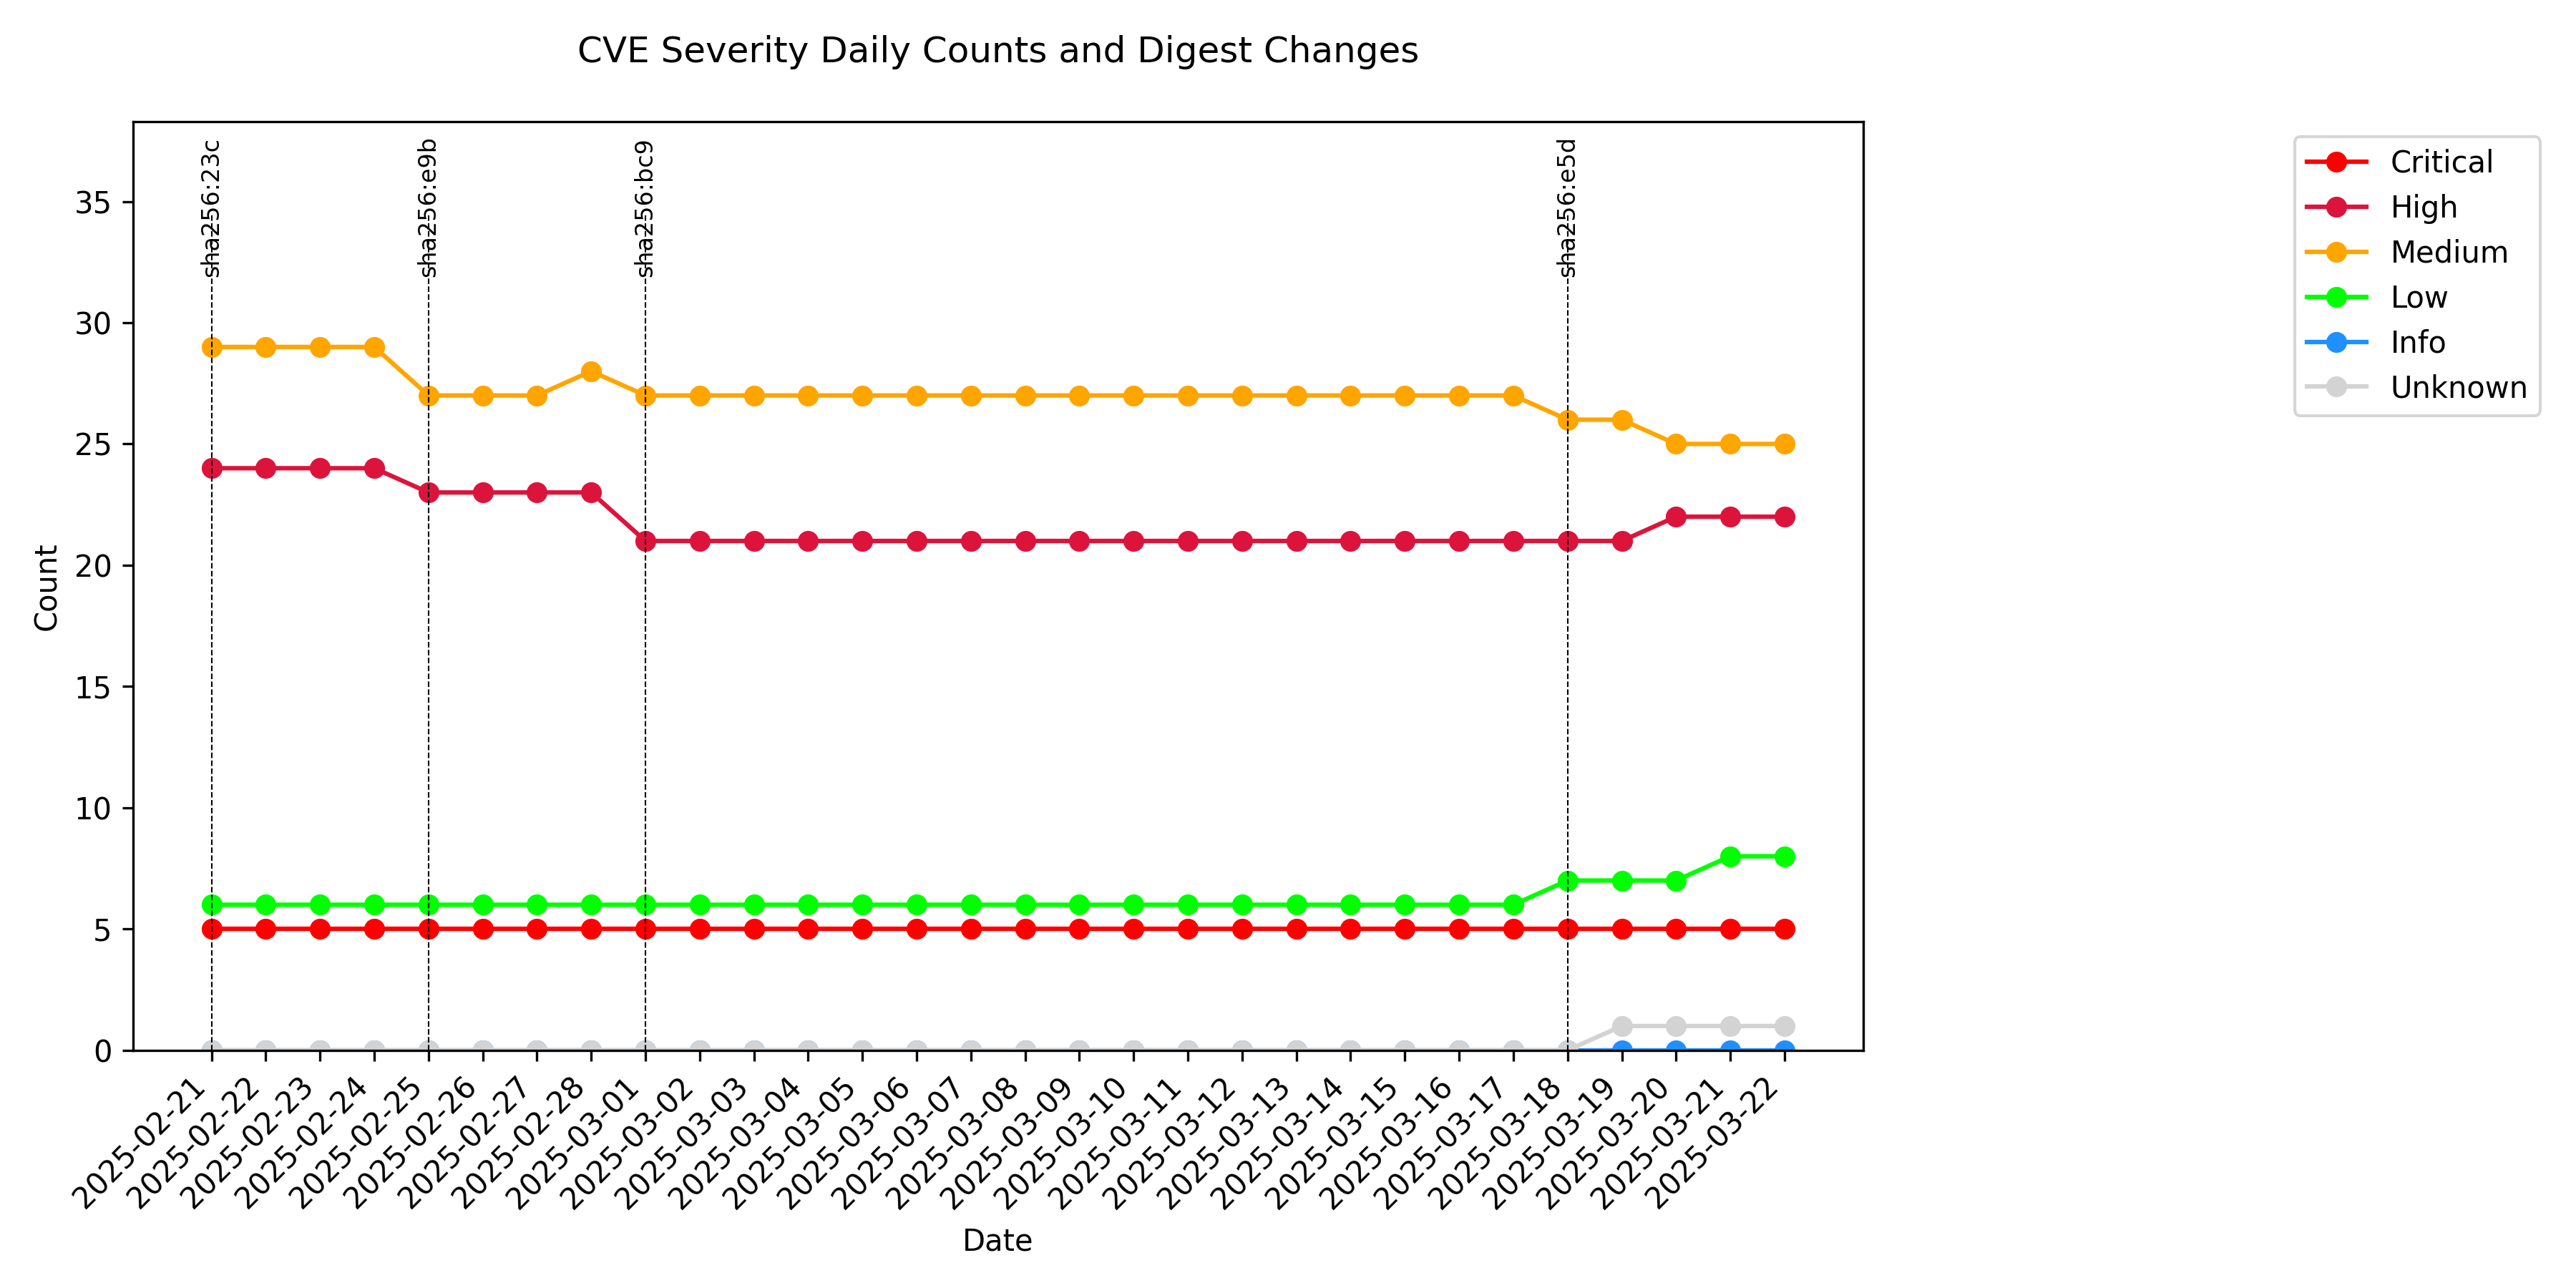 CVE Severity Daily Counts and Digest Changes
sha256:23c
sha256:e9b
sha256:bc9
sha256:e5d
Critical
High
Medium
Low
Info
Unknown
Count
35
30
25
20
15
10
5
0
2025-02-21
2025-02-22
2025-02-23
2025-02-24
2025-02-25
2025-02-26
2025-02-27
2025-02-28
2025-03-01
2025-03-02
2025-03-03
2025-03-04
2025-03-05
2025-03-06
2025-03-07
2025-03-08
2025-03-09
2025-03-10
2025-03-11
2025-03-12
2025-03-13
2025-03-14
2025-03-15
2025-03-16
2025-03-17
2025-03-18
2025-03-19
2025-03-20
2025-03-21
2025-03-22
Date